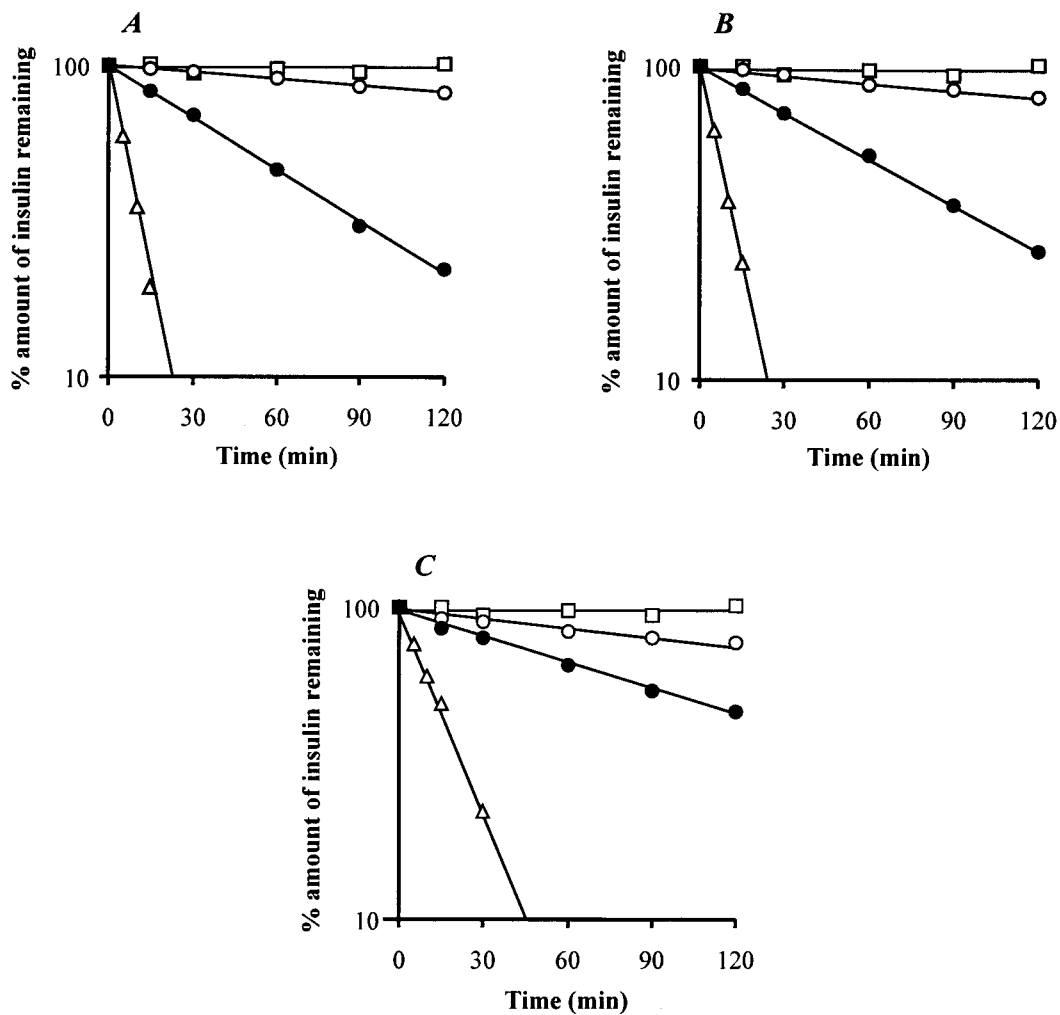 A
% amount of insulin remaining
100
10
0 30 60 90 120
Time (min)
B
% amount of insulin remaining
100
10
0 30 60 90 120
Time (min)
C
% amount of insulin remaining
100
10
0 30 60 90 120
Time (min)